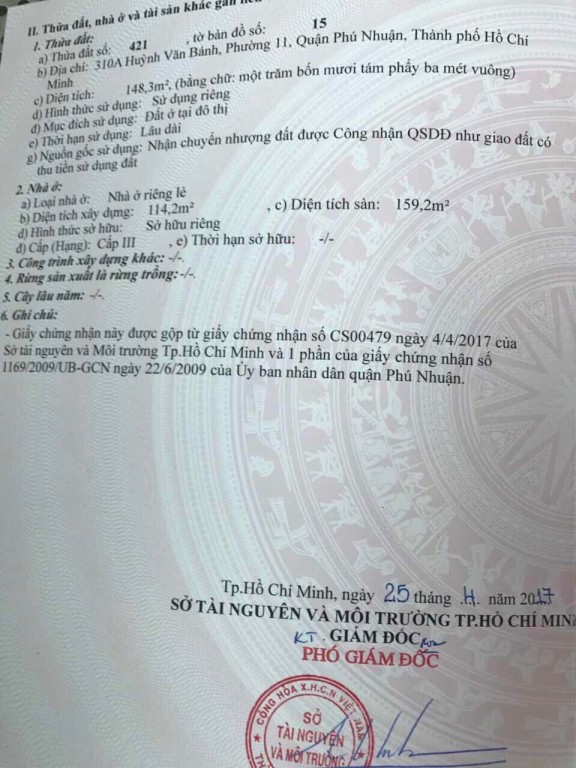 II. Thửa đất, nhà ở và tài sản khác gắn liền
1. Thửa đất:
a) Thửa đất số: 421 , tờ bản đồ số: 15
b) Địa chỉ: 310A Huỳnh Văn Bánh, Phường 11, Quận Phú Nhuận, Thành phố Hồ Chí
Minh
c) Diện tích: 148,3m², (bằng chữ: một trăm bốn mươi tám phẩy ba mét vuông)
d) Hình thức sử dụng: Sử dụng riêng
đ) Mục đích sử dụng: Đất ở tại đô thị
e) Thời hạn sử dụng: Lâu dài
g) Nguồn gốc sử dụng: Nhận chuyển nhượng đất được Công nhận QSDĐ như giao đất có
thu tiền sử dụng đất
2. Nhà ở:
a) Loại nhà ở: Nhà ở riêng lẻ
b) Diện tích xây dựng: 114,2m² , c) Diện tích sàn: 159,2m²
d) Hình thức sở hữu: Sở hữu riêng
đ) Cấp (Hạng): Cấp III , e) Thời hạn sở hữu: -/-
3. Công trình xây dựng khác: -/-.
4. Rừng sản xuất là rừng trồng: -/-.
5. Cây lâu năm: -/-.
6. Ghi chú:
- Giấy chứng nhận này được gộp từ giấy chứng nhận số CS00479 ngày 4/4/2017 của
Sở tài nguyên và Môi trường Tp.Hồ Chí Minh và 1 phần của giấy chứng nhận số
1169/2009/UB-GCN ngày 22/6/2009 của Ủy ban nhân dân quận Phú Nhuận.
Tp.Hồ Chí Minh, ngày 25 tháng .H. năm 2017
SỞ TÀI NGUYÊN VÀ MÔI TRƯỜNG TP.HỒ CHÍ MINH
KT. GIÁM ĐỐC
PHÓ GIÁM ĐỐC
CỘNG HÒA X.H.C.N VIỆT NAM
SỞ
TÀI NGUYÊN
VÀ MÔI TRƯỜNG